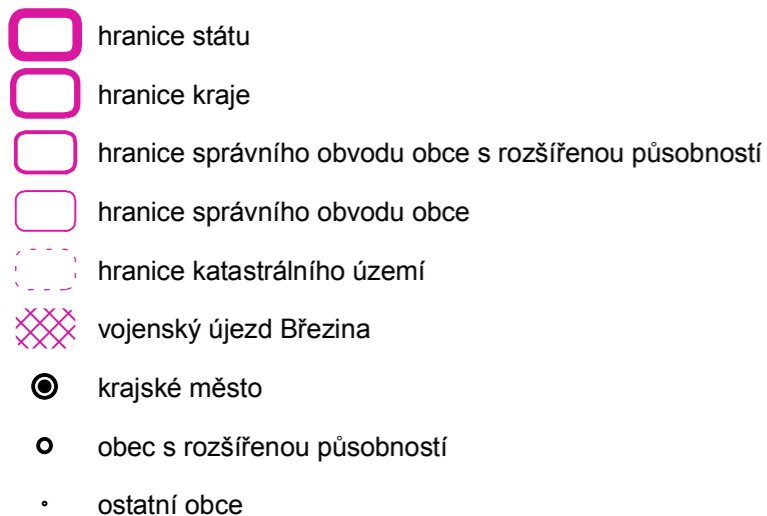 hranice státu
hranice kraje
hranice správního obvodu obce s rozšířenou působností
hranice správního obvodu obce
hranice katastrálního území
vojenský újezd Březina
krajské město
obec s rozšířenou působností
ostatní obce